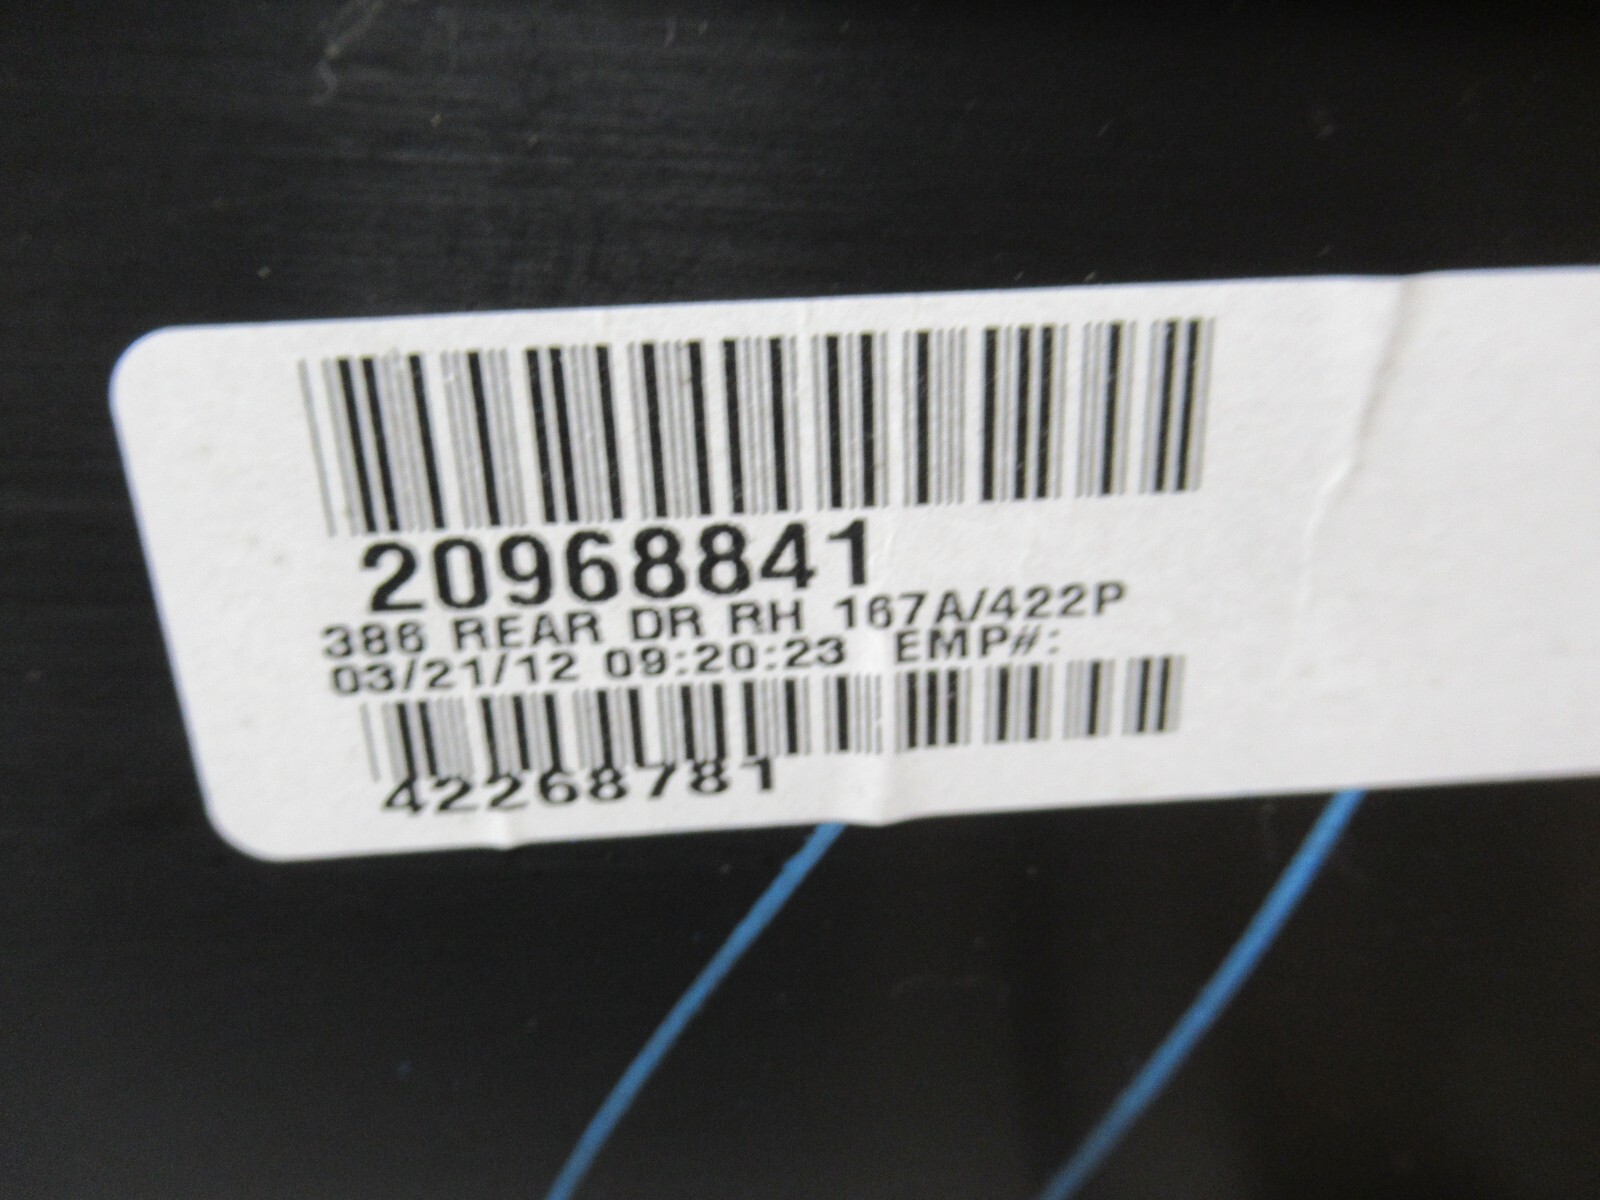 20968841
386 REAR DR RH 167A/422P
03/21/12 09:20:23 EMP#:
42268781